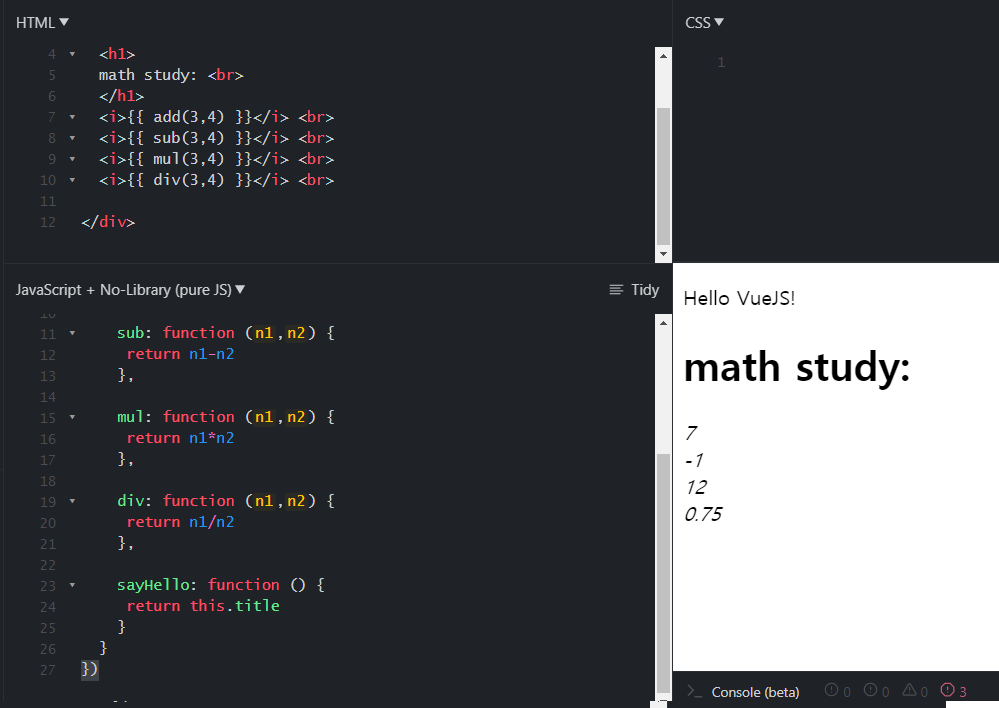 HTML ▼
4 ▾ <h1>
5 math study: <br>
6 </h1>
7 ▾ <i>{{ add(3,4) }}</i> <br>
8 ▾ <i>{{ sub(3,4) }}</i> <br>
9 ▾ <i>{{ mul(3,4) }}</i> <br>
10 ▾ <i>{{ div(3,4) }}</i> <br>
11
12 </div>
CSS ▼
1
JavaScript + No-Library (pure JS) ▼
Tidy
10
11 ▾ sub: function (n1,n2) {
12 return n1-n2
13 },
14
15 ▾ mul: function (n1,n2) {
16 return n1*n2
17 },
18
19 ▾ div: function (n1,n2) {
20 return n1/n2
21 },
22
23 ▾ sayHello: function () {
24 return this.title
25 }
26 }
27 })
Hello VueJS!
math study:
7
-1
12
0.75
>_ Console (beta) 0 0 0 3